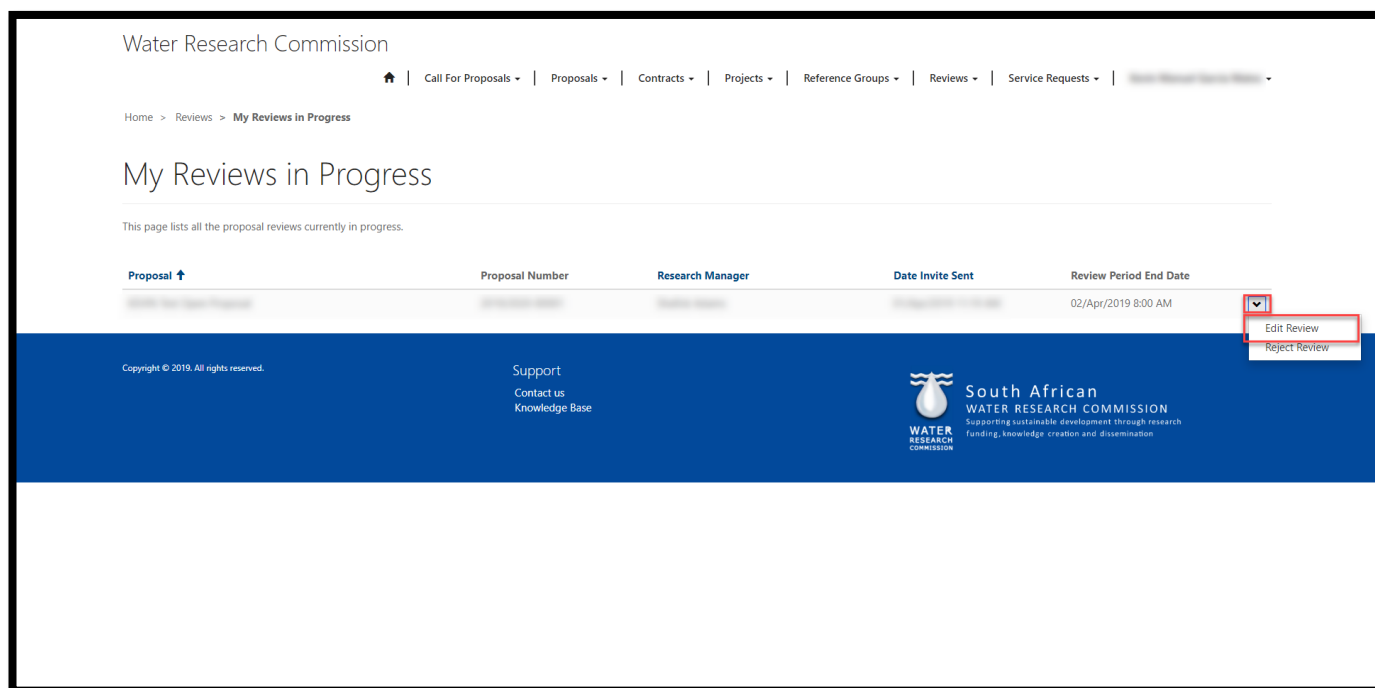 Water Research Commission
Call For Proposals | Proposals | Contracts | Projects | Reference Groups | Reviews | Service Requests |
Home > Reviews > My Reviews in Progress
My Reviews in Progress
This page lists all the proposal reviews currently in progress.
Proposal Proposal Number Research Manager Date Invite Sent Review Period End Date
02/Apr/2019 8:00 AM
Edit Review
Reject Review
Copyright © 2019. All rights reserved.
Support
Contact us
Knowledge Base
WATER
RESEARCH
COMMISSION
South African
WATER RESEARCH COMMISSION
Supporting sustainable development through research
funding, knowledge creation and dissemination